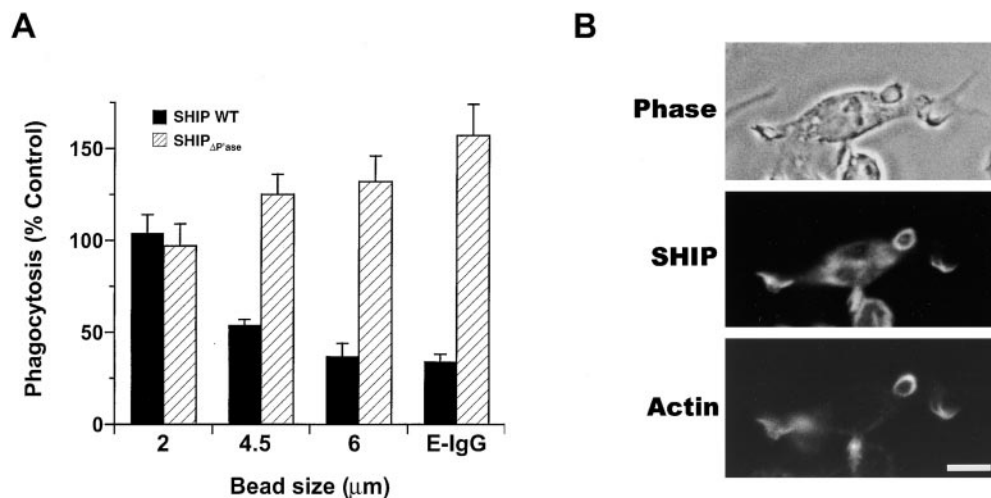 A
SHIP WT
SHIPΔP'ase
Phagocytosis (% Control)
150
100
50
0
2 4.5 6 E-IgG
Bead size (μm)
B
Phase
SHIP
Actin